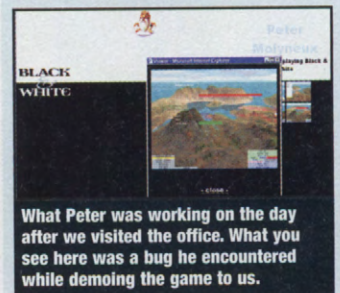 Peter
Molyneux
BLACK
&
WHITE
playing Black &
- close -
What Peter was working on the day
after we visited the office. What you
see here was a bug he encountered
while demoing the game to us.